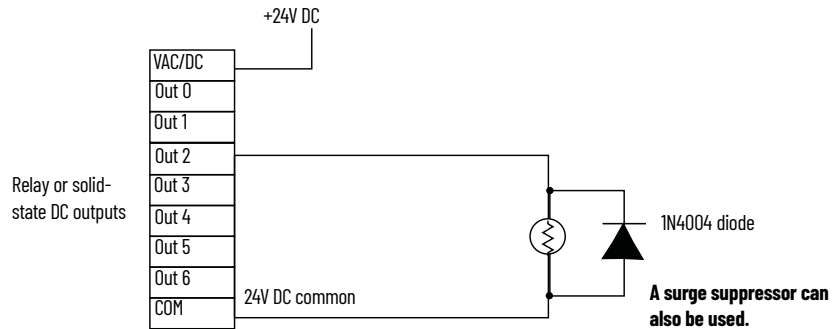 +24V DC
VAC/DC
Out 0
Out 1
Out 2
Out 3
Out 4
Out 5
Out 6
COM
Relay or solid-
state DC outputs
24V DC common
1N4004 diode
A surge suppressor can
also be used.